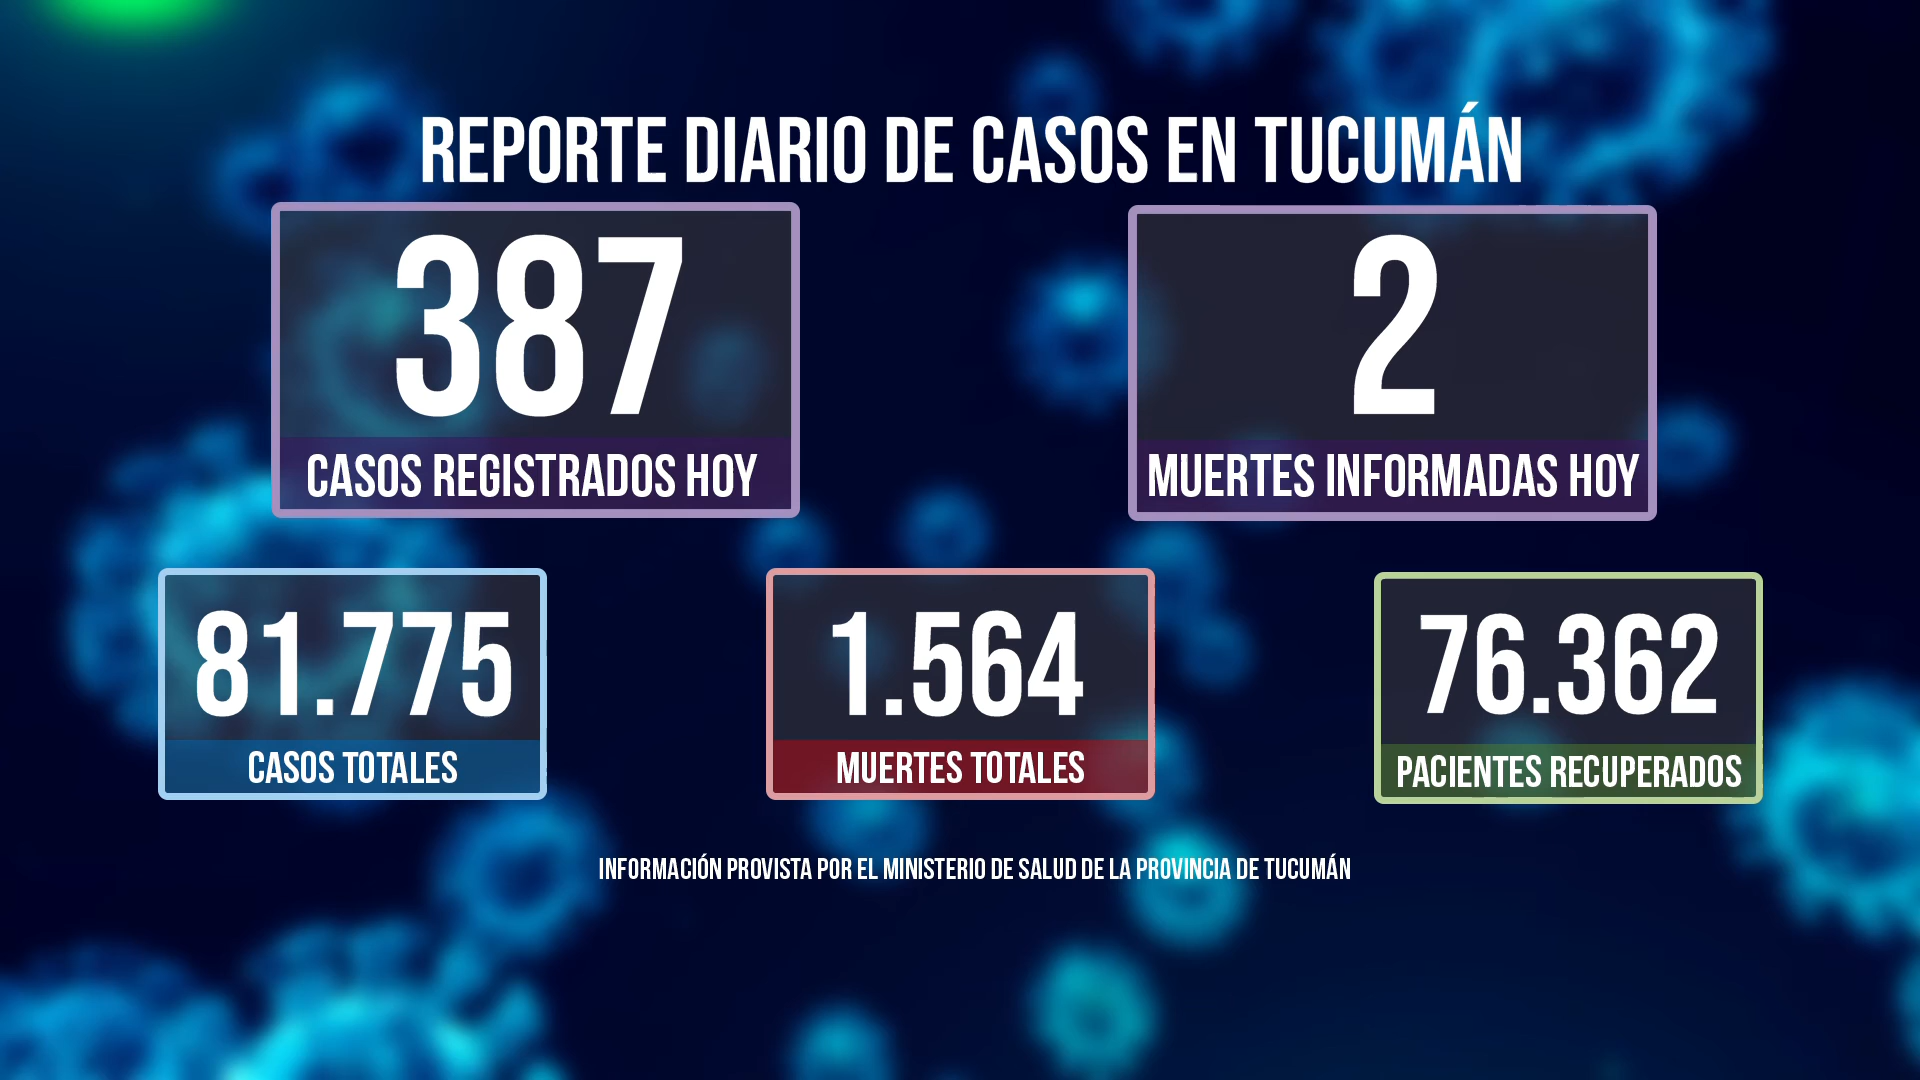 REPORTE DIARIO DE CASOS EN TUCUMÁN
387
CASOS REGISTRADOS HOY
2
MUERTES INFORMADAS HOY
81.775
CASOS TOTALES
1.564
MUERTES TOTALES
76.362
PACIENTES RECUPERADOS
INFORMACIÓN PROVISTA POR EL MINISTERIO DE SALUD DE LA PROVINCIA DE TUCUMÁN